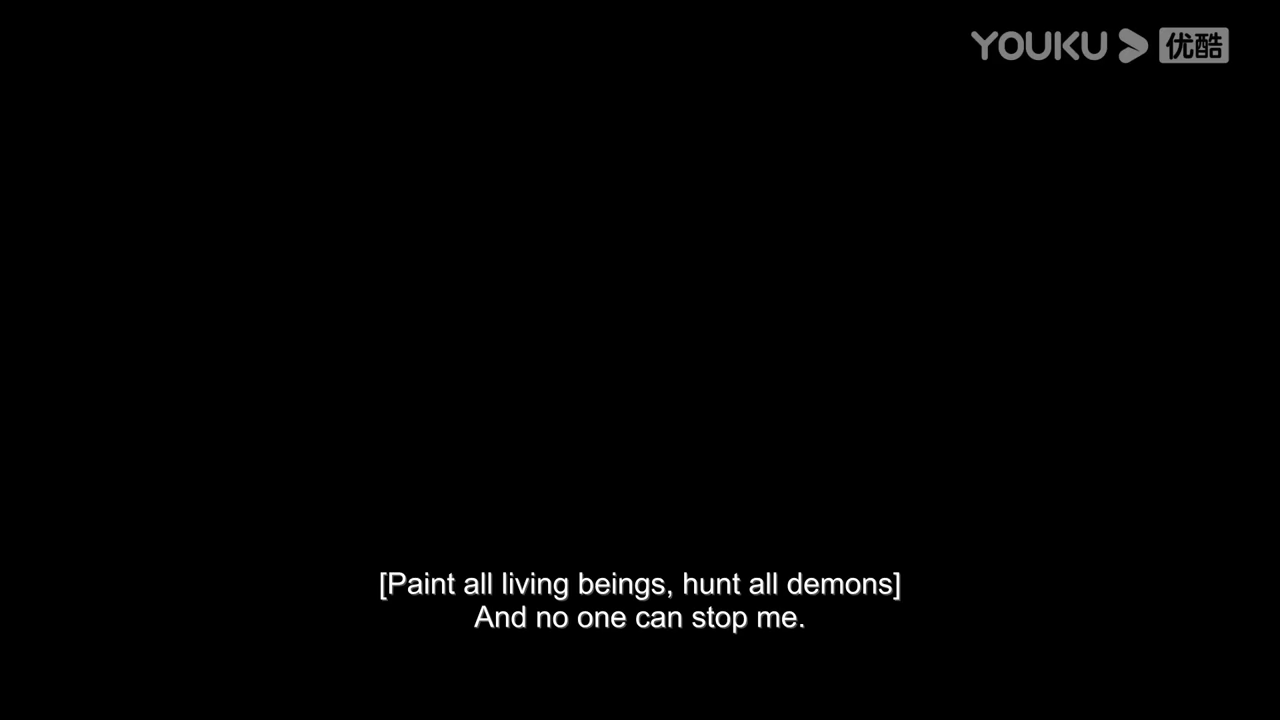 YOUKU 优酷
[Paint all living beings, hunt all demons]
And no one can stop me.